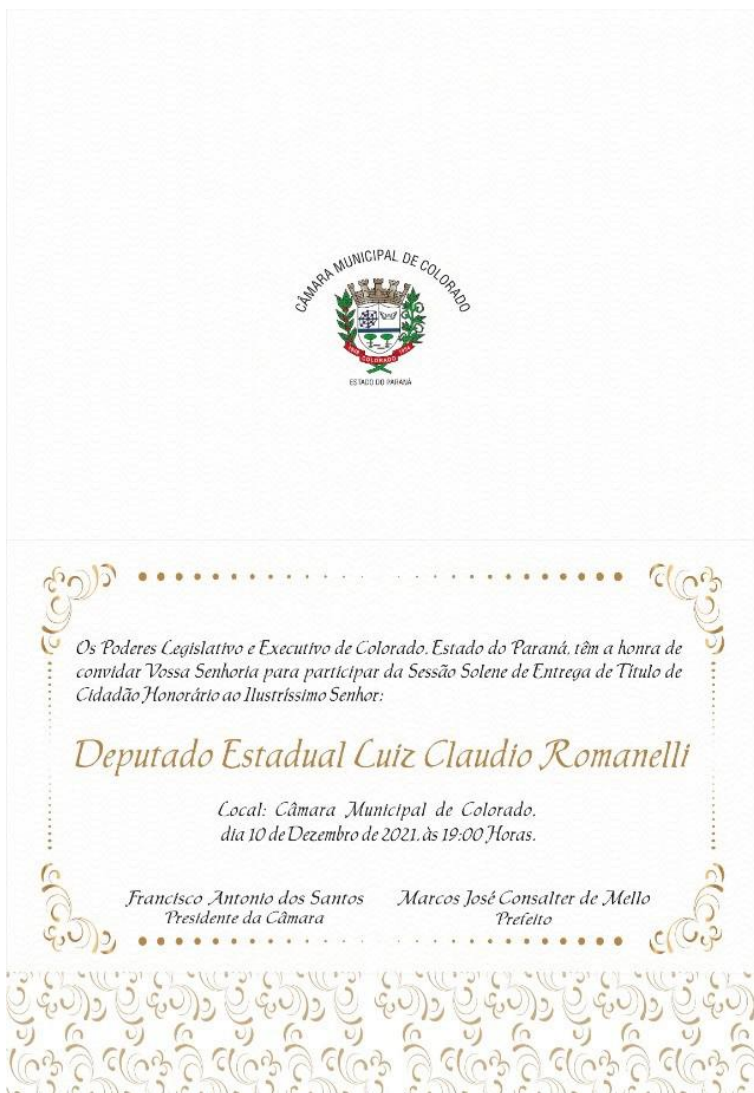 CÂMARA MUNICIPAL DE COLORADO
COLORADO
ESTADO DO PARANÁ
Os Poderes Legislativo e Executivo de Colorado, Estado do Paraná, têm a honra de
convidar Vossa Senhoria para participar da Sessão Solene de Entrega de Título de
Cidadão Honorário ao Ilustríssimo Senhor:
Deputado Estadual Luiz Claudio Romanelli
Local: Câmara Municipal de Colorado,
dia 10 de Dezembro de 2021, às 19:00 Horas.
Francisco Antonio dos Santos Marcos José Consalter de Mello
Presidente da Câmara Prefeito